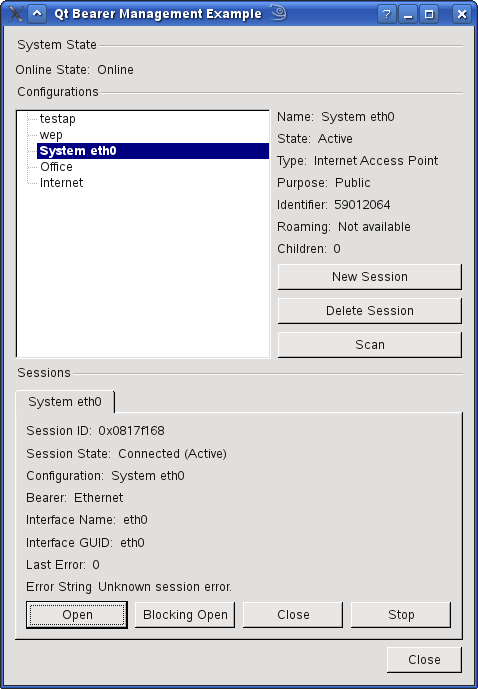 Qt Bearer Management Example
System State
Online State: Online
Configurations
testap
wep
System eth0
Office
Internet
Name: System eth0
State: Active
Type: Internet Access Point
Purpose: Public
Identifier: 59012064
Roaming: Not available
Children: 0
New Session
Delete Session
Scan
Sessions
System eth0
Session ID: 0x0817f168
Session State: Connected (Active)
Configuration: System eth0
Bearer: Ethernet
Interface Name: eth0
Interface GUID: eth0
Last Error: 0
Error String Unknown session error.
Open Blocking Open Close Stop
Close